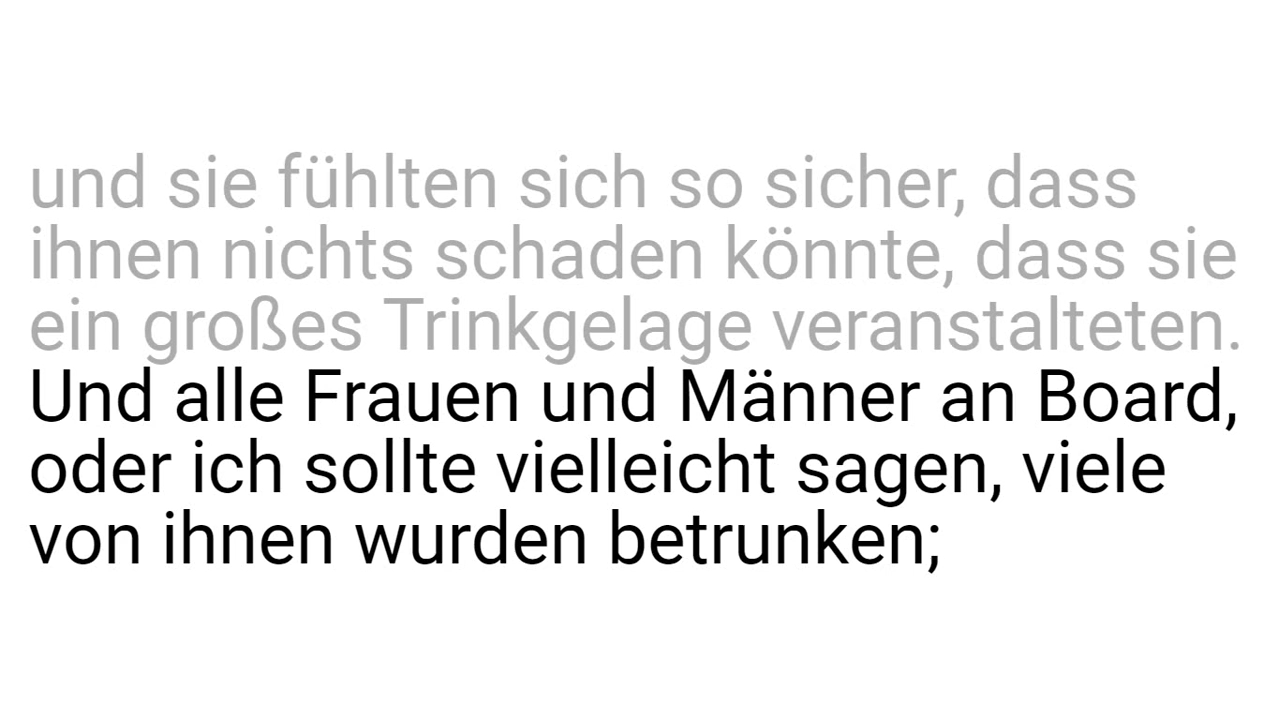 und sie fühlten sich so sicher, dass
ihnen nichts schaden könnte, dass sie
ein großes Trinkgelage veranstalteten.
Und alle Frauen und Männer an Board,
oder ich sollte vielleicht sagen, viele
von ihnen wurden betrunken;